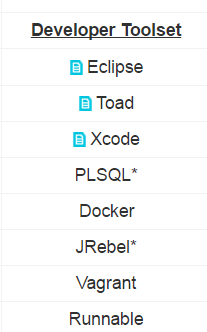 Developer Toolset
Eclipse
Toad
Xcode
PLSQL*
Docker
JRebel*
Vagrant
Runnable